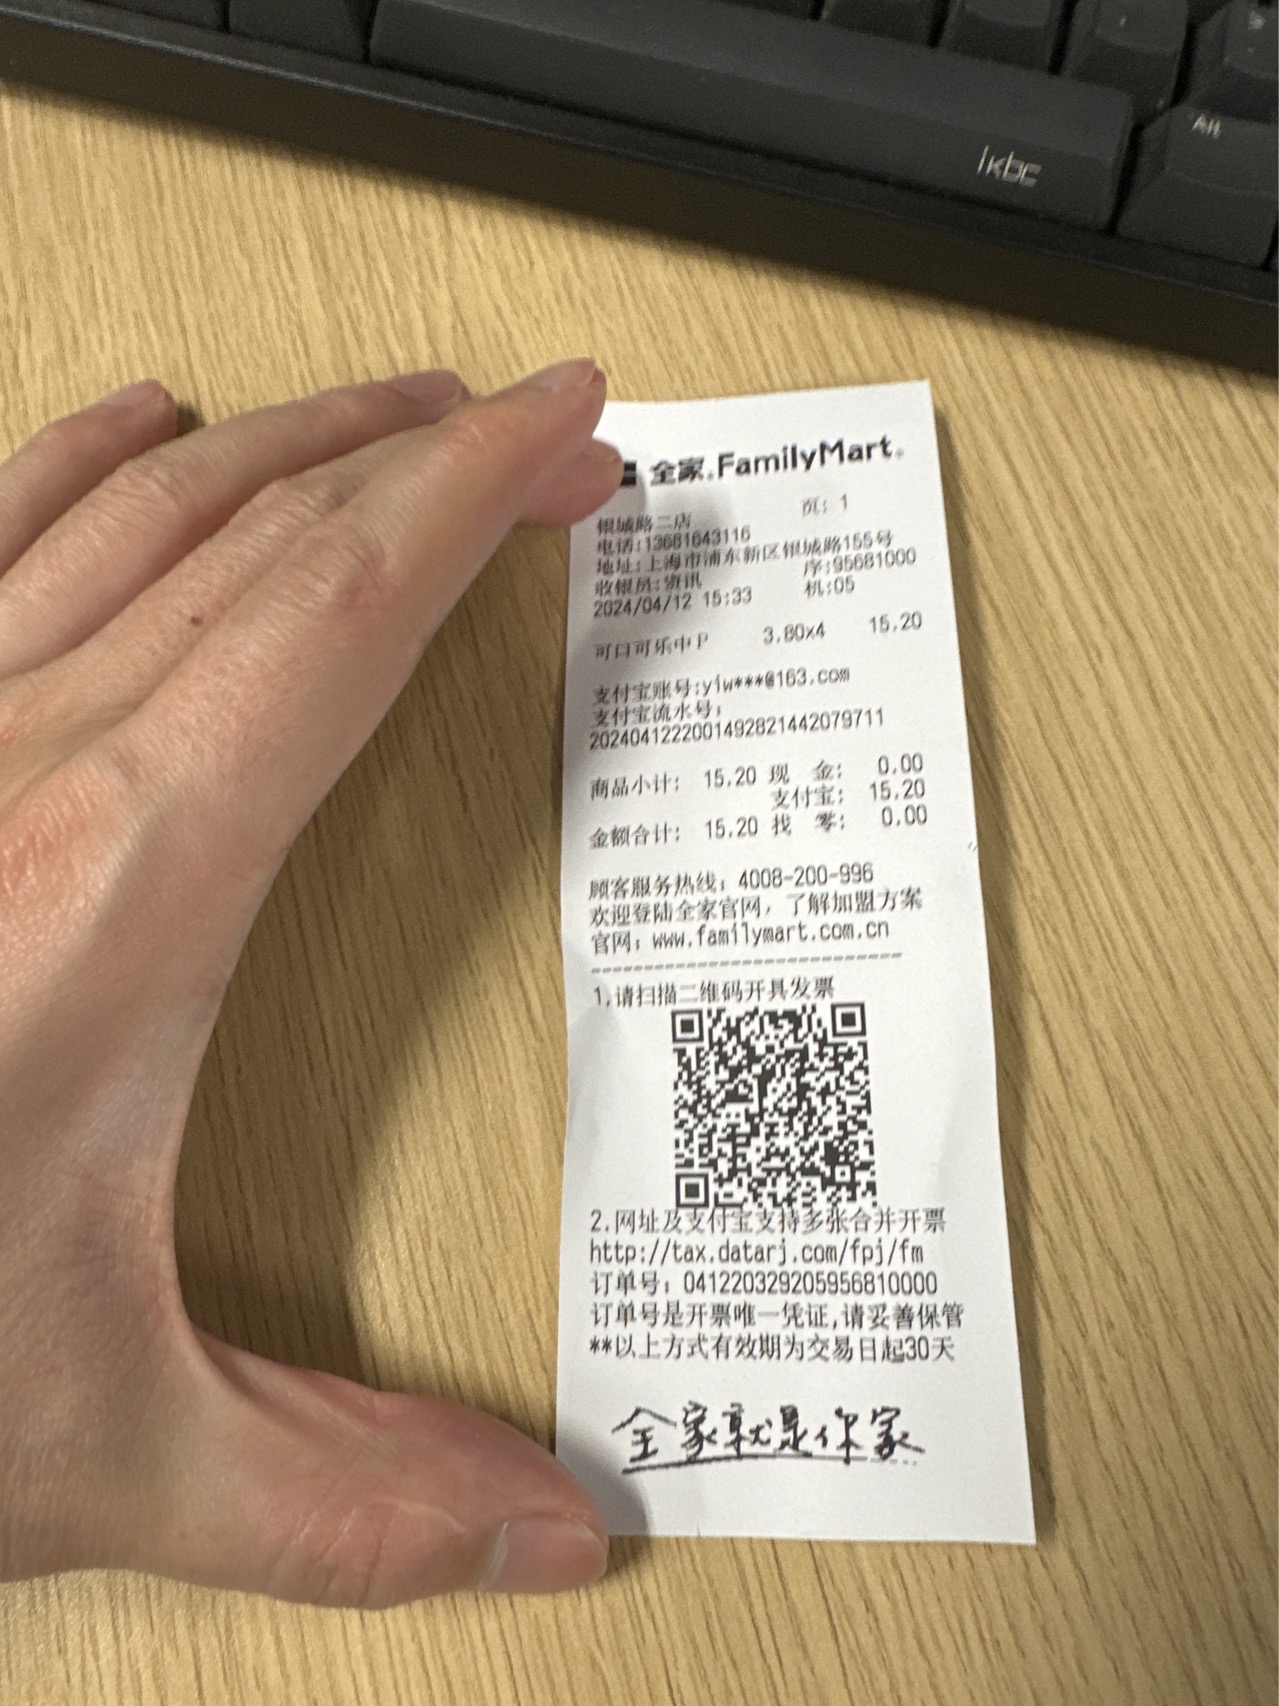 Alt
ikbc
全家.FamilyMart
页: 1
银城路二店
电话:13681643116
地址:上海市浦东新区银城路155号
收银员:资讯 序:95681000
2024/04/12 15:33 机:05
可口可乐中P 3.80x4 15.20
支付宝账号:yiw***@163.com
支付宝流水号:
2024041222001492821442079711
商品小计: 15.20 现 金: 0.00
支付宝: 15.20
金额合计: 15.20 找 零: 0.00
顾客服务热线: 4008-200-996
欢迎登陆全家官网, 了解加盟方案
官网: www.familymart.com.cn
1.请扫描二维码开具发票
2.网址及支付宝支持多张合并开票
http://tax.datarj.com/fpj/fm
订单号: 041220329205956810000
订单号是开票唯一凭证,请妥善保管
**以上方式有效期为交易日起30天
全家就是你家